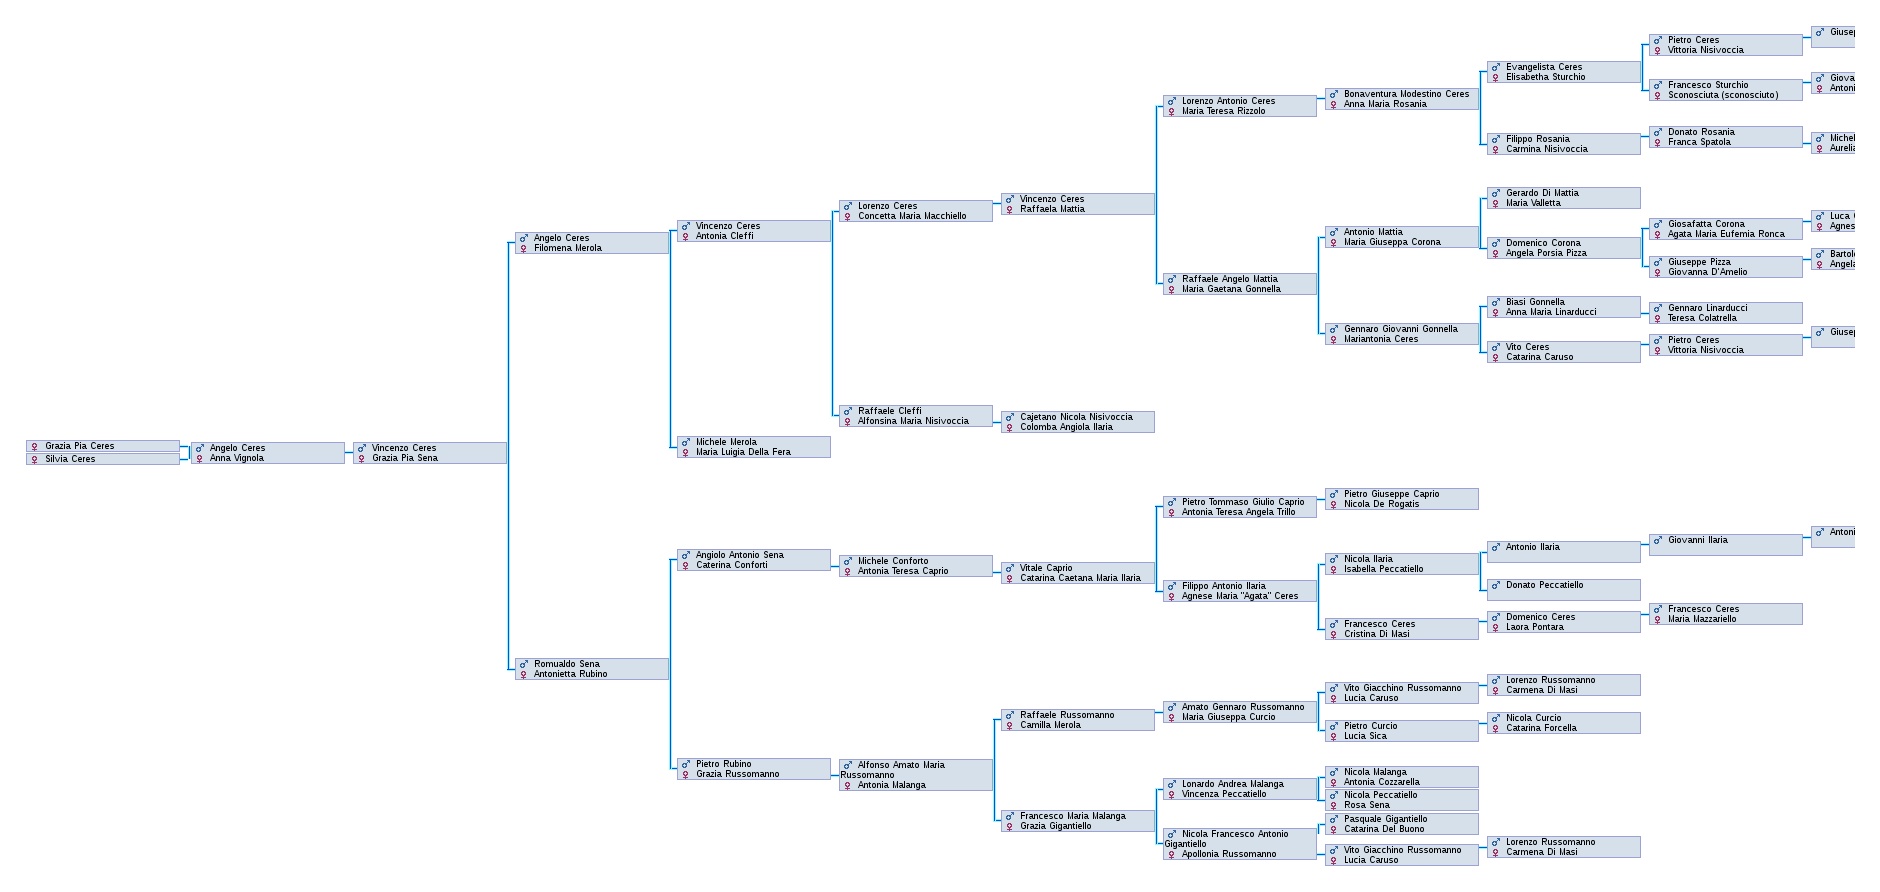 Grazia Pia Ceres
Silvia Ceres
Angelo Ceres
Anna Vignola
Vincenzo Ceres
Grazia Pia Sena
Angelo Ceres
Filomena Merola
Romualdo Sena
Antonietta Rubino
Vincenzo Ceres
Antonia Cleffi
Michele Merola
Maria Luigia Della Fera
Angiolo Antonio Sena
Caterina Conforti
Pietro Rubino
Grazia Russomanno
Lorenzo Ceres
Concetta Maria Macchiello
Raffaele Cleffi
Alfonsina Maria Nisivoccia
Michele Conforto
Antonia Teresa Caprio
Alfonso Amato Maria
Russomanno
Antonia Malanga
Vincenzo Ceres
Raffaela Mattia
Cajetano Nicola Nisivoccia
Colomba Angiola Ilaria
Vitale Caprio
Catarina Caetana Maria Ilaria
Raffaele Russomanno
Camilla Merola
Francesco Maria Malanga
Grazia Gigantiello
Lorenzo Antonio Ceres
Maria Teresa Rizzolo
Raffaele Angelo Mattia
Maria Gaetana Gonnella
Pietro Tommaso Giulio Caprio
Antonia Teresa Angela Trillo
Filippo Antonio Ilaria
Agnese Maria "Agata" Ceres
Amato Gennaro Russomanno
Maria Giuseppa Curcio
Lonardo Andrea Malanga
Vincenza Peccatiello
Nicola Francesco Antonio
Gigantiello
Apollonia Russomanno
Bonaventura Modestino Ceres
Anna Maria Rosania
Antonio Mattia
Maria Giuseppa Corona
Gennaro Giovanni Gonnella
Mariantonia Ceres
Pietro Giuseppe Caprio
Nicola De Rogatis
Nicola Ilaria
Isabella Peccatiello
Francesco Ceres
Cristina Di Masi
Vito Giacchino Russomanno
Lucia Caruso
Pietro Curcio
Lucia Sica
Nicola Malanga
Antonia Cozzarella
Nicola Peccatiello
Rosa Sena
Pasquale Gigantiello
Catarina Del Buono
Vito Giacchino Russomanno
Lucia Caruso
Evangelista Ceres
Elisabetha Sturchio
Filippo Rosania
Carmina Nisivoccia
Gerardo Di Mattia
Maria Valletta
Domenico Corona
Angela Porsia Pizza
Biasi Gonnella
Anna Maria Linarducci
Vito Ceres
Catarina Caruso
Antonio Ilaria
Donato Peccatiello
Domenico Ceres
Laora Pontara
Lorenzo Russomanno
Carmena Di Masi
Nicola Curcio
Catarina Forcella
Lorenzo Russomanno
Carmena Di Masi
Pietro Ceres
Vittoria Nisivoccia
Francesco Sturchio
Sconosciuta (sconosciuto)
Donato Rosania
Franca Spatola
Giosafatta Corona
Agata Maria Eufemia Ronca
Giuseppe Pizza
Giovanna D'Amelio
Gennaro Linarducci
Teresa Colatrella
Pietro Ceres
Vittoria Nisivoccia
Giovanni Ilaria
Francesco Ceres
Maria Mazzariello
Giusep
Giova
Antoni
Michel
Aurelia
Luca
Agnes
Bartolo
Angela
Giusep
Antoni